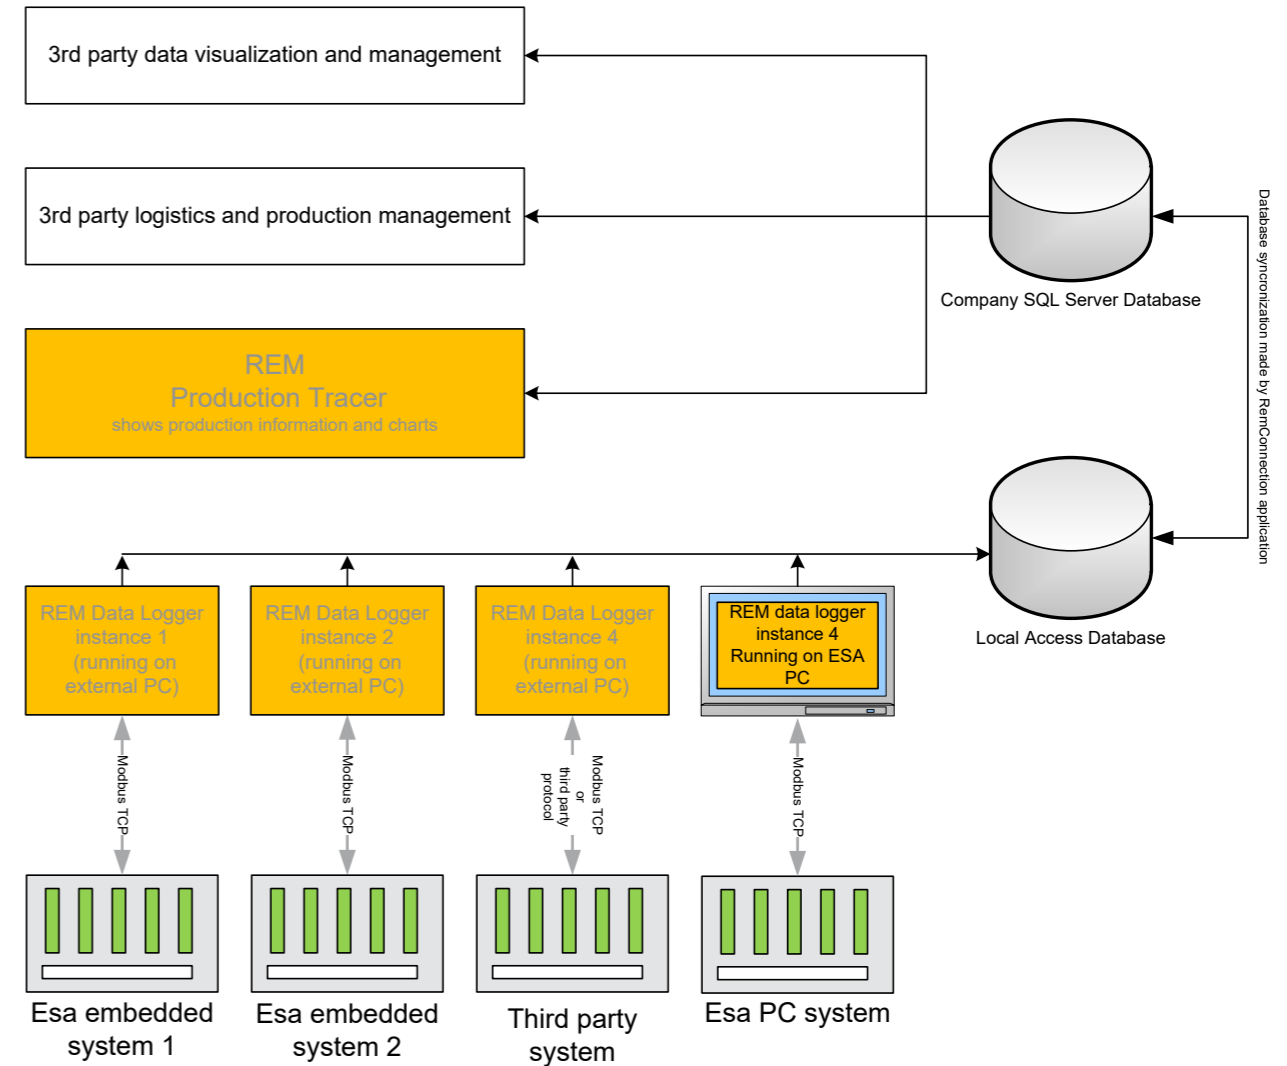 3rd party data visualization and management
3rd party logistics and production management
Company SQL Server Database
Database syncronization made by RemConnection application
REM
Production Tracer
shows production information and charts
Local Access Database
REM Data Logger
instance 1
(running on
external PC)
REM Data Logger
instance 2
(running on
external PC)
REM Data Logger
instance 4
(running on
external PC)
REM data logger
instance 4
Running on ESA
PC
Modbus TCP
Modbus TCP
Modbus TCP
or
third party
protocol
Modbus TCP
Esa embedded
system 1
Esa embedded
system 2
Third party
system
Esa PC system